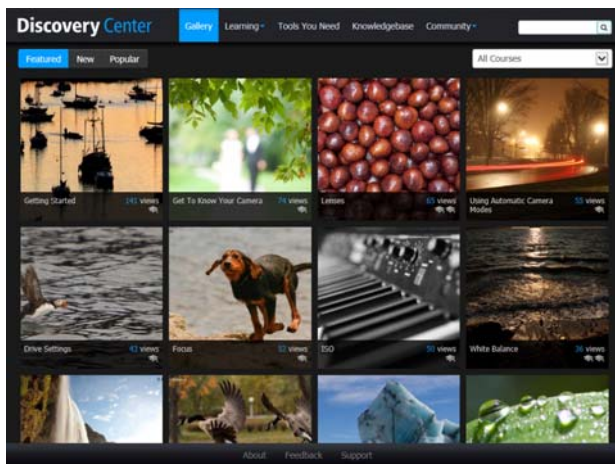 Discovery Center
Gallery Learning Tools You Need Knowledgebase Community
Featured New Popular
All Courses
Getting Started 241 views
Get To Know Your Camera 74 views
Lenses 65 views
Using Automatic Camera Modes 55 views
Drive Settings 43 views
Focus views
ISO 50 views
White Balance 36 views
About Feedback Support